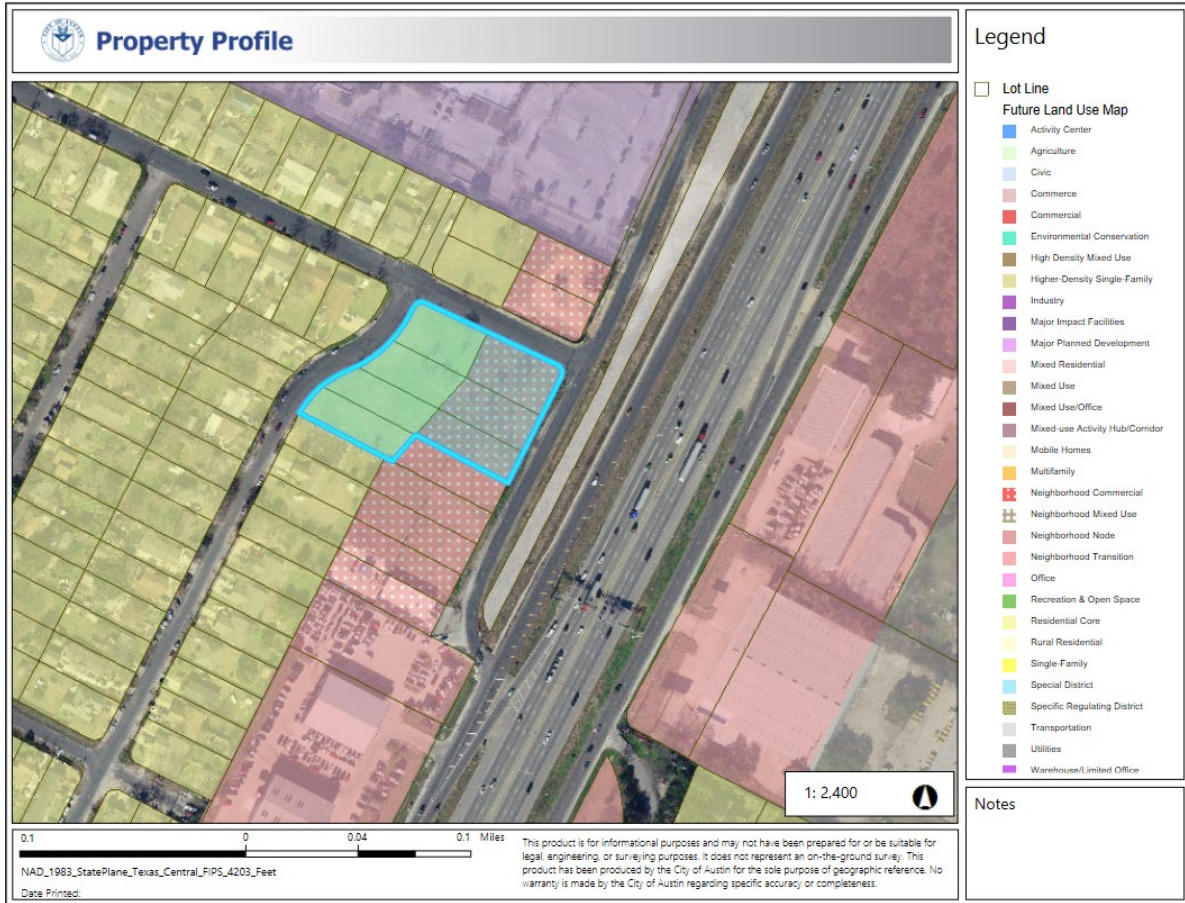 CITY OF AUSTIN
Property Profile
Legend
Lot Line
Future Land Use Map
Activity Center
Agriculture
Civic
Commerce
Commercial
Environmental Conservation
High Density Mixed Use
Higher-Density Single-Family
Industry
Major Impact Facilities
Major Planned Development
Mixed Residential
Mixed Use
Mixed Use/Office
Mixed-use Activity Hub/Corridor
Mobile Homes
Multifamily
Neighborhood Commercial
Neighborhood Mixed Use
Neighborhood Node
Neighborhood Transition
Office
Recreation & Open Space
Residential Core
Rural Residential
Single-Family
Special District
Specific Regulating District
Transportation
Utilities
Warehouse/Limited Office
1: 2,400
Notes
0.1 0 0.04 0.1 Miles
NAD_1983_StatePlane_Texas_Central_FIPS_4203_Feet
Date Printed:
This product is for informational purposes and may not have been prepared for or be suitable for
legal, engineering, or surveying purposes. It does not represent an on-the-ground survey. This
product has been produced by the City of Austin for the sole purpose of geographic reference. No
warranty is made by the City of Austin regarding specific accuracy or completeness.